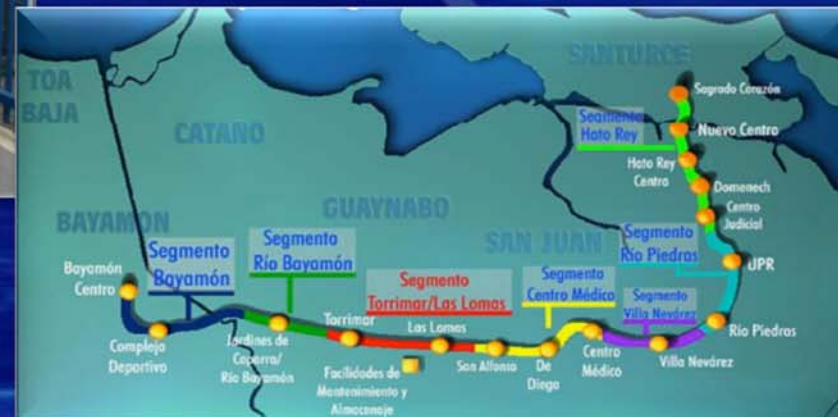 TOA
BAJA
CATAÑO
BAYAMON
GUAYNABO
SAN JUAN
SANTURCE
Sagrado Corazón
Segmento
Hato Rey
Nuevo Centro
Hato Rey
Centro
Domenech
Centro
Judicial
Segmento
Río Piedras
UPR
Río Piedras
Segmento
Villa Nevárez
Villa Nevárez
Segmento
Centro Médico
Centro
Médico
De
Diego
San Alfonso
Segmento
Torrimar/Las Lomas
Las Lomas
Torrimar
Facilidades de
Mantenimiento y
Almacenaje
Segmento
Río Bayamón
Jardines de
Caparra/
Río Bayamón
Segmento
Bayamón
Complejo
Deportivo
Bayamón
Centro